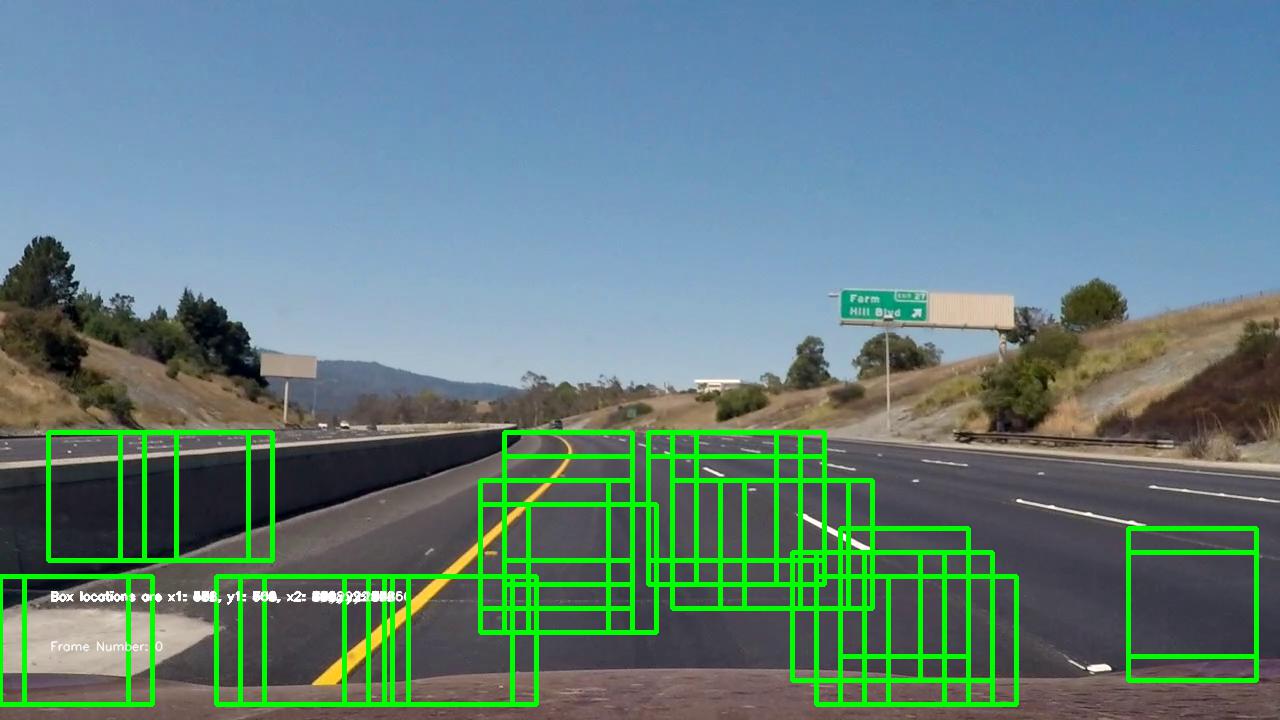 Farm
EXIT 27
Hill Blvd
Box locations are x1: y1: x2:
Frame Number: 0